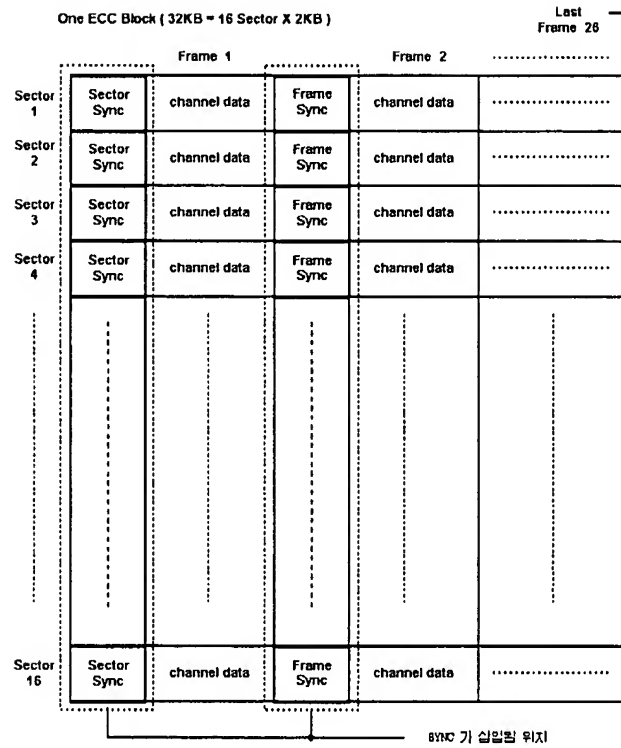 One ECC Block ( 32KB = 16 Sector X 2KB )
Last
Frame 26
Frame 1
Frame 2
Sector
1
Sector
Sync
channel data
Frame
Sync
channel data
Sector
2
Sector
Sync
channel data
Frame
Sync
channel data
Sector
3
Sector
Sync
channel data
Frame
Sync
channel data
Sector
4
Sector
Sync
channel data
Frame
Sync
channel data
Sector
16
Sector
Sync
channel data
Frame
Sync
channel data
SYNC 가 삽입될 위치